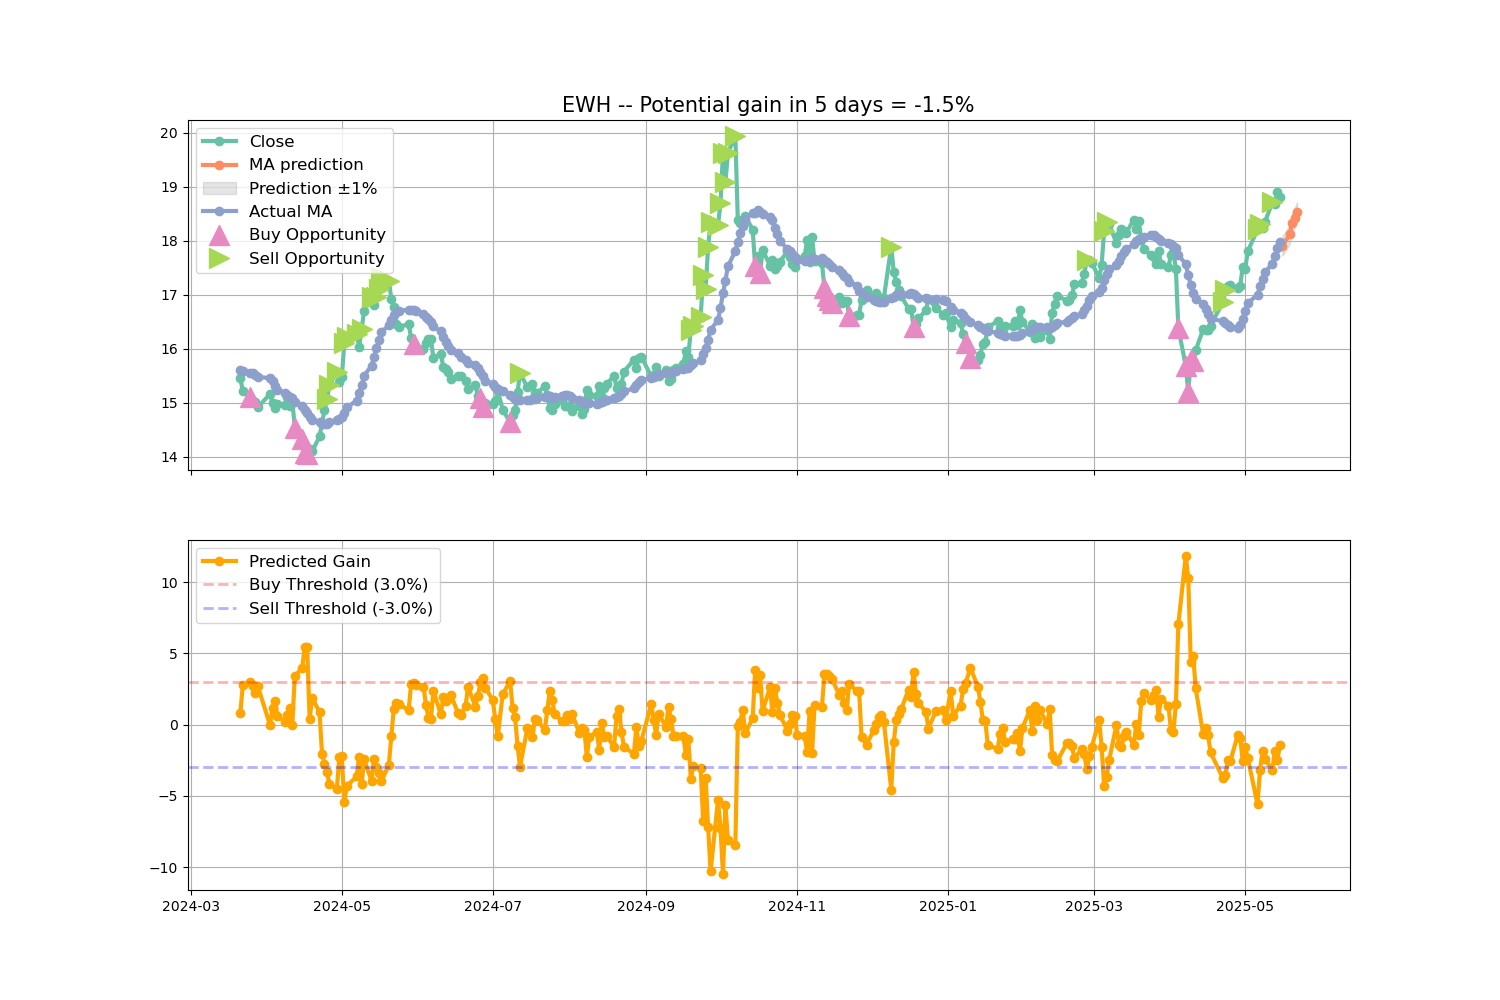 EWH -- Potential gain in 5 days = -1.5%
20
19
18
17
16
15
14
Close
MA prediction
Prediction ±1%
Actual MA
Buy Opportunity
Sell Opportunity
10
5
0
−5
−10
Predicted Gain
Buy Threshold (3.0%)
Sell Threshold (-3.0%)
2024-03 2024-05 2024-07 2024-09 2024-11 2025-01 2025-03 2025-05